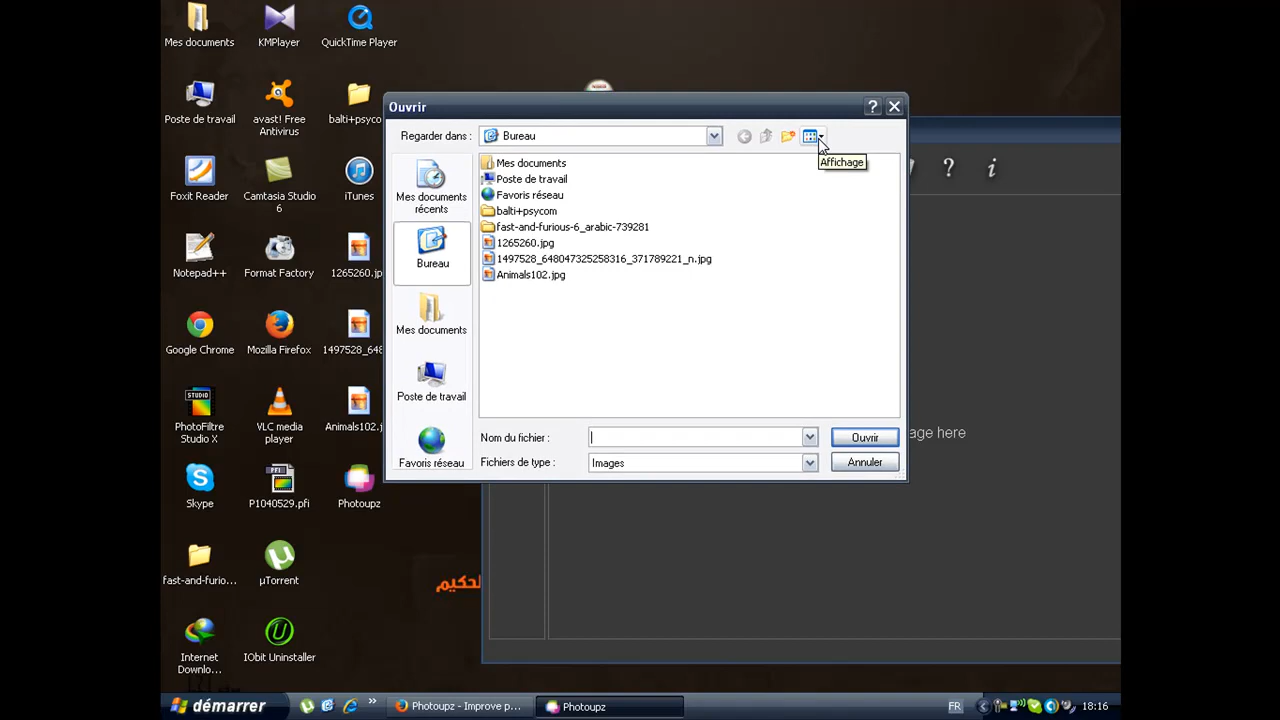 Mes documents
KMPlayer
QuickTime Player
Poste de travail
avast! Free
Antivirus
balti+psyc
Foxit Reader
Camtasia Studio
6
iTunes
Notepad++
Format Factory
1265260.jp
Google Chrome
Mozilla Firefox
1497528_648
STUDIO
PhotoFiltre
Studio X
VLC media
player
Animals102.j
Skype
P1040529.pfi
Photoupz
fast-and-furio...
µTorrent
Internet
Downlo...
IObit Uninstaller
Ouvrir
Regarder dans :
Bureau
Affichage
Mes documents
récents
Bureau
Mes documents
Poste de travail
Favoris réseau
Mes documents
Poste de travail
Favoris réseau
balti+psycom
fast-and-furious-6_arabic-739281
1265260.jpg
1497528_648047325258316_371789221_n.jpg
Animals102.jpg
Nom du fichier :
Ouvrir
Fichiers de type :
Images
Annuler
age here
لحكيم
démarrer
Photoupz - Improve p...
Photoupz
FR
18:16